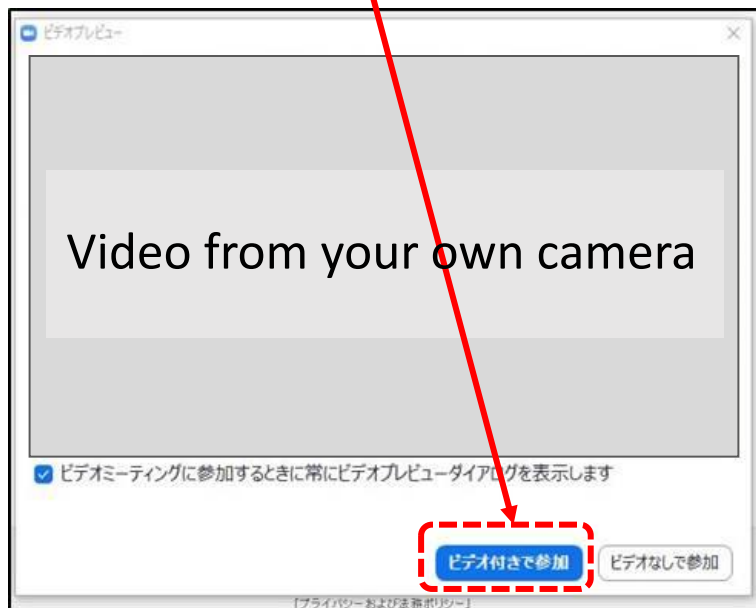 ビデオプレビュー
Video from your own camera
ビデオミーティングに参加するときに常にビデオプレビューダイアログを表示します
ビデオ付きで参加
ビデオなしで参加
[プライバシーおよび法務ポリシー]